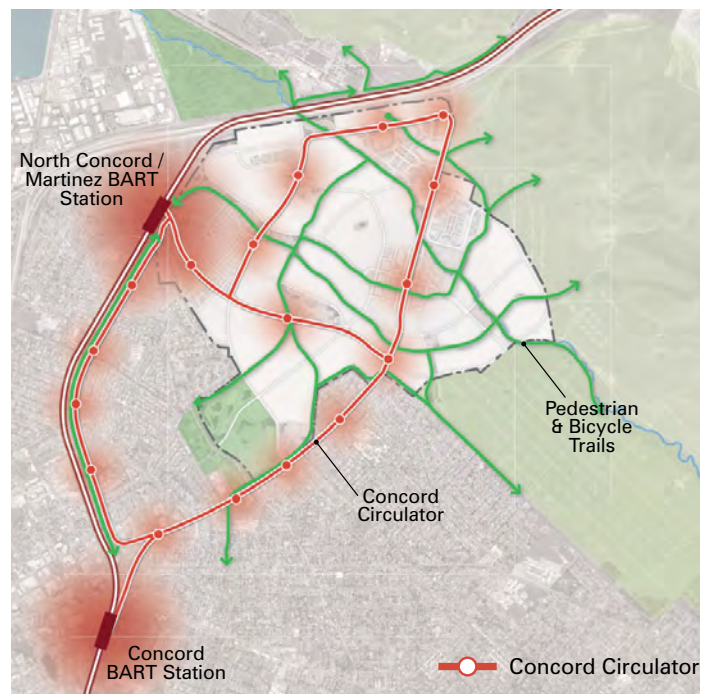 North Concord /
Martinez BART
Station
Pedestrian
& Bicycle
Trails
Concord
Circulator
Concord
BART Station
Concord Circulator